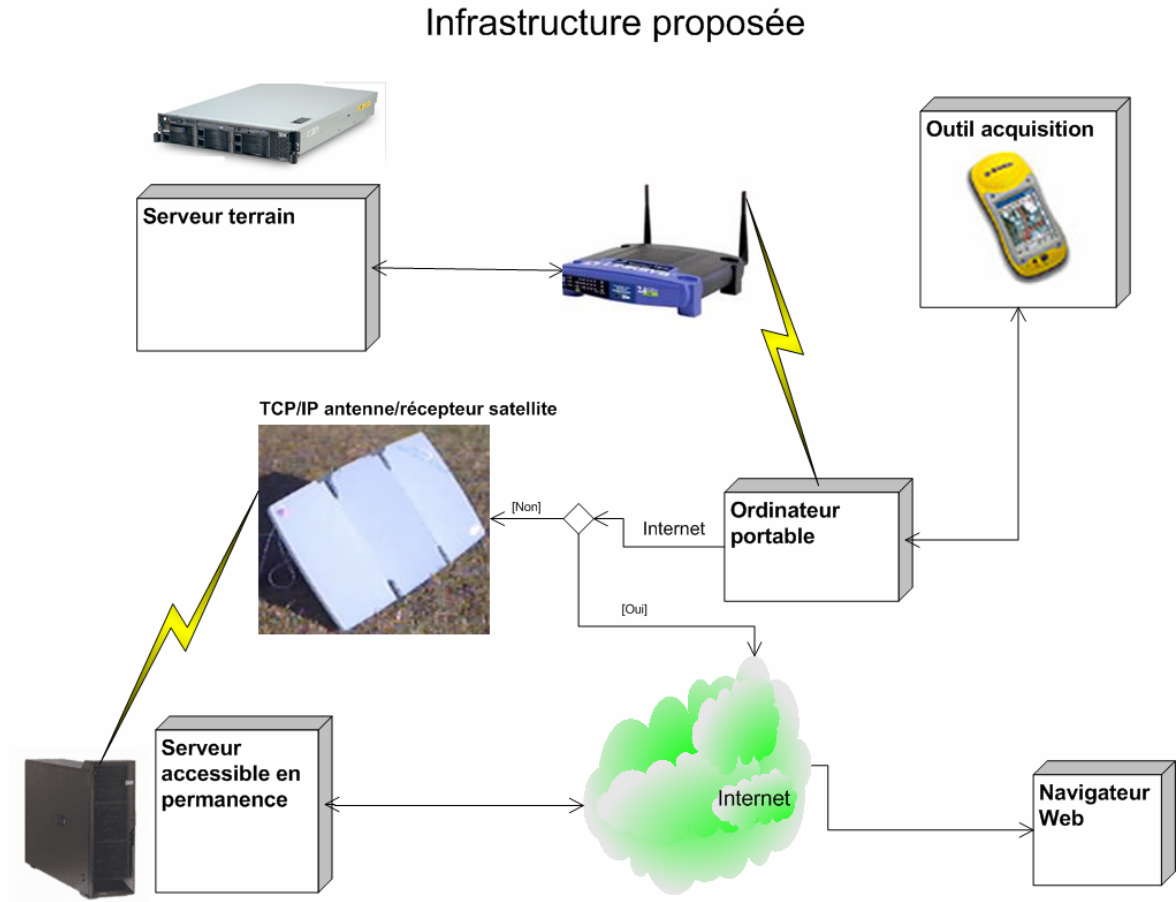 Infrastructure proposée
Outil acquisition
Serveur terrain
LINKSYS
TCP/IP antenne/récepteur satellite
[Non]
Internet
Ordinateur
portable
[Oui]
Serveur
accessible en
permanence
Internet
Navigateur
Web